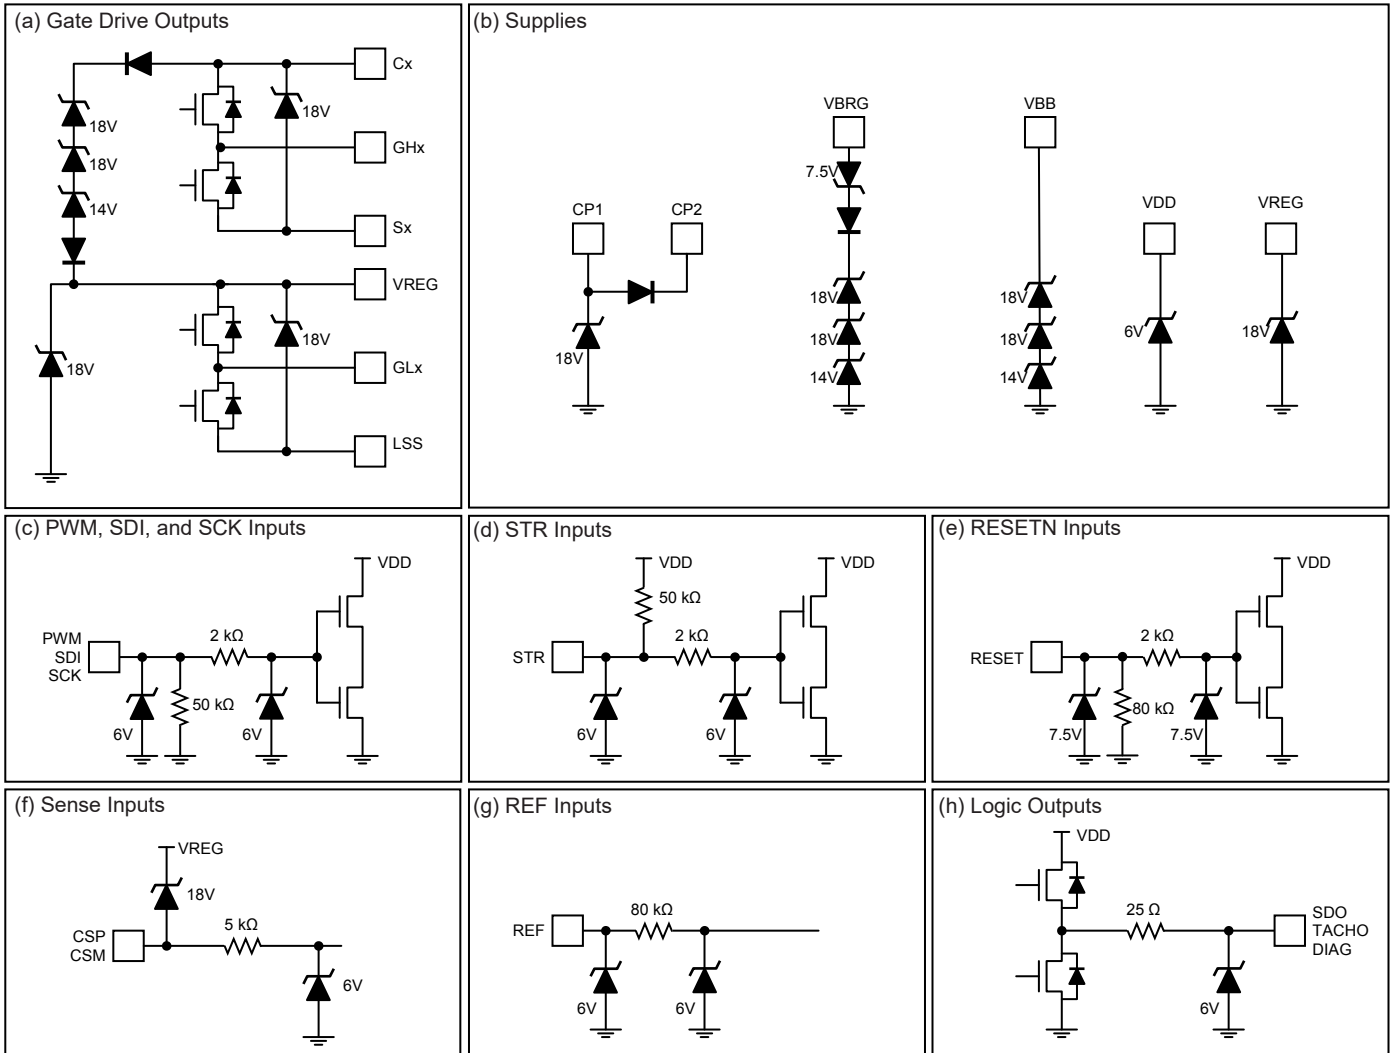 (a) Gate Drive Outputs
Cx
18V
18V
GHx
18V
14V
Sx
VREG
18V
18V
GLx
LSS
(b) Supplies
VBRG
VBB
7.5V
CP1
CP2
VDD
VREG
18V
18V
18V
18V
6V
18V
18V
14V
14V
(c) PWM, SDI, and SCK Inputs
VDD
PWM
SDI
SCK
2 kΩ
50 kΩ
6V
6V
(d) STR Inputs
VDD
VDD
50 kΩ
2 kΩ
STR
6V
6V
(e) RESETN Inputs
VDD
2 kΩ
RESET
80 kΩ
7.5V
7.5V
(f) Sense Inputs
VREG
18V
5 kΩ
CSP
CSM
6V
(g) REF Inputs
80 kΩ
REF
6V
6V
(h) Logic Outputs
VDD
25 Ω
SDO
TACHO
DIAG
6V